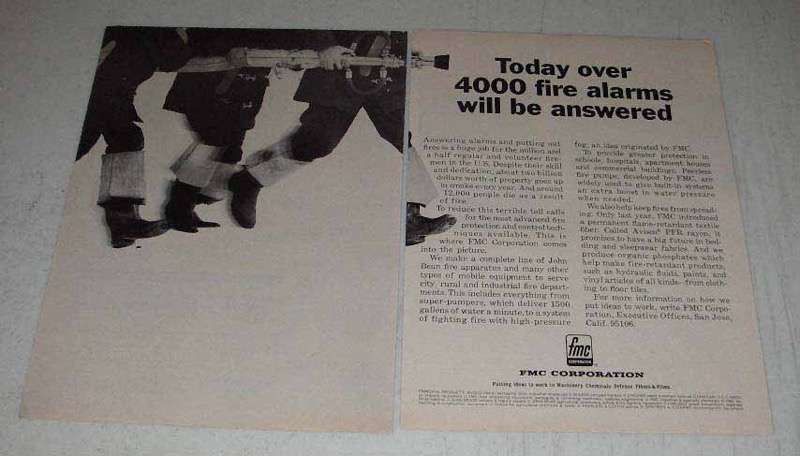 Today over
4000 fire alarms
will be answered
Answering alarms and putting out
fires is a huge job for the million and
a half regular and volunteer fire-
men in the U.S. Despite their skill
and dedication, about two billion
dollars worth of property goes up
in smoke every year. And around
12,000 people die as a result
of fire.
To reduce this terrible toll calls
for the most advanced fire
protection and control tech-
niques available. This is
where FMC Corporation comes
into the picture.
We make a complete line of John
Bean fire apparatus and many other
types of mobile equipment to serve
city, rural and industrial fire depart-
ments. This includes everything from
super-pumpers, which deliver 1500
gallons of water a minute, to a system
of fighting fire with high-pressure
fog, an idea originated by FMC.
To provide greater protection in
schools, hospitals, apartment houses
and commercial buildings, Peerless
fire pumps, developed by FMC, are
widely used to give built-in systems
an extra boost in water pressure
when needed.
We also help keep fires from spread-
ing. Only last year, FMC introduced
a permanent flame-retardant textile
fiber. Called Avisco® PFR rayon, it
promises to have a big future in bed-
ding and sleepwear fabrics. And we
produce organic phosphates which
help make fire-retardant products,
such as hydraulic fluids, paints, and
vinyl articles of all kinds—from cloth-
ing to floor tiles.
For more information on how we
put ideas to work, write FMC Corpo-
ration, Executive Offices, San Jose,
Calif. 95106.
fmc
CORPORATION
FMC CORPORATION
Putting ideas to work in Machinery Chemicals Defense Fibers & Films